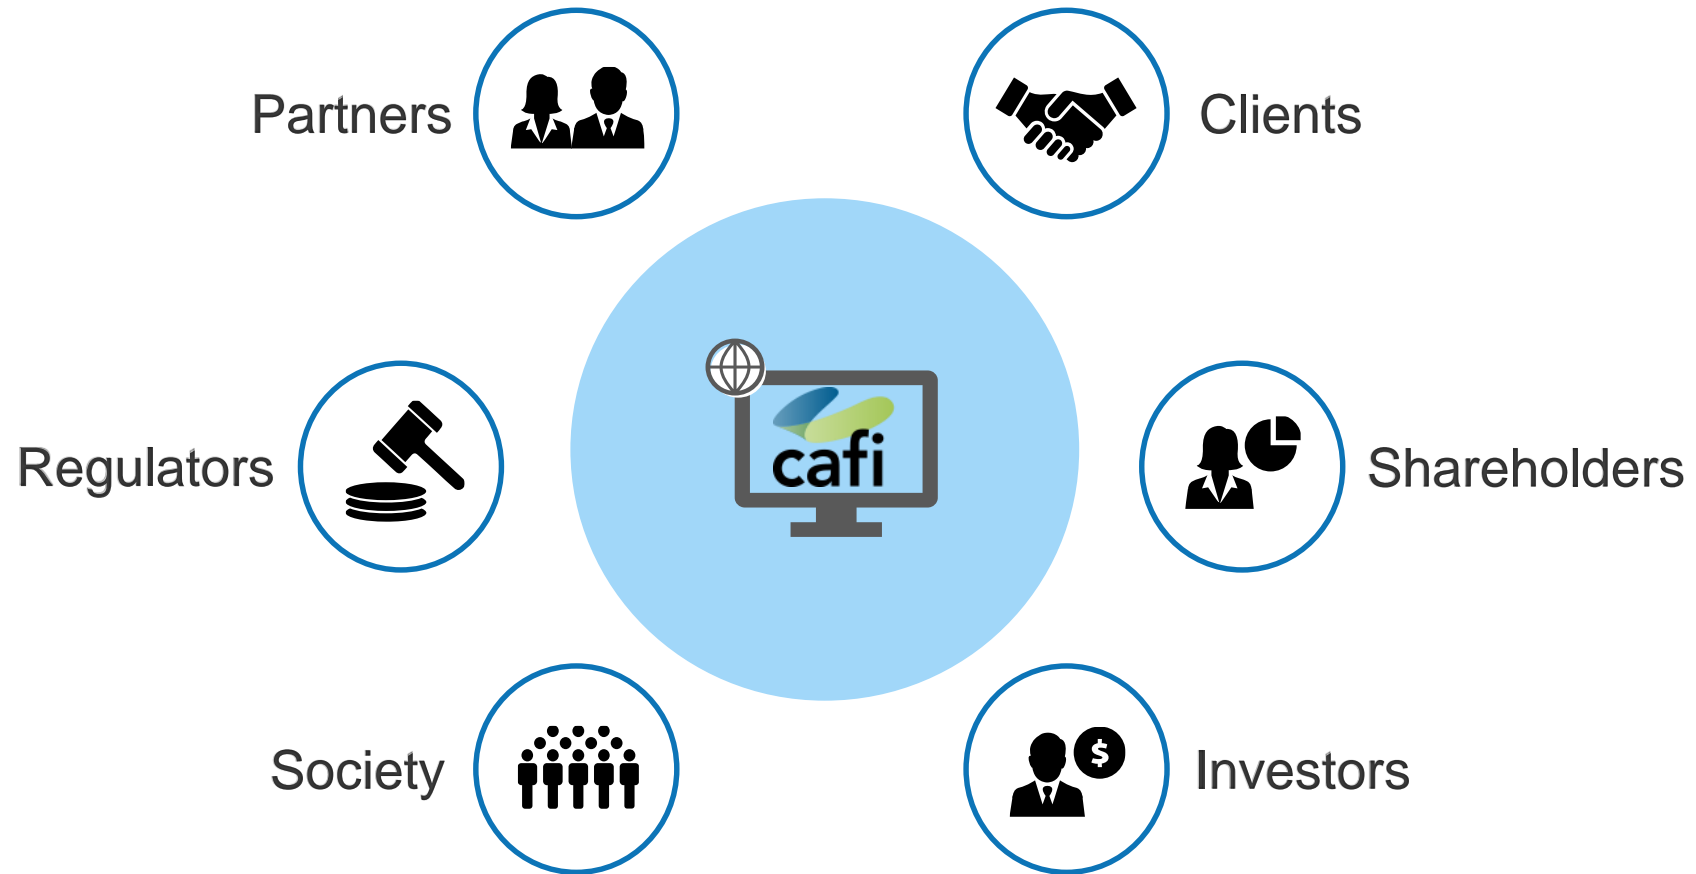 Partners
Clients
cafi
Regulators
Shareholders
Society
$
Investors